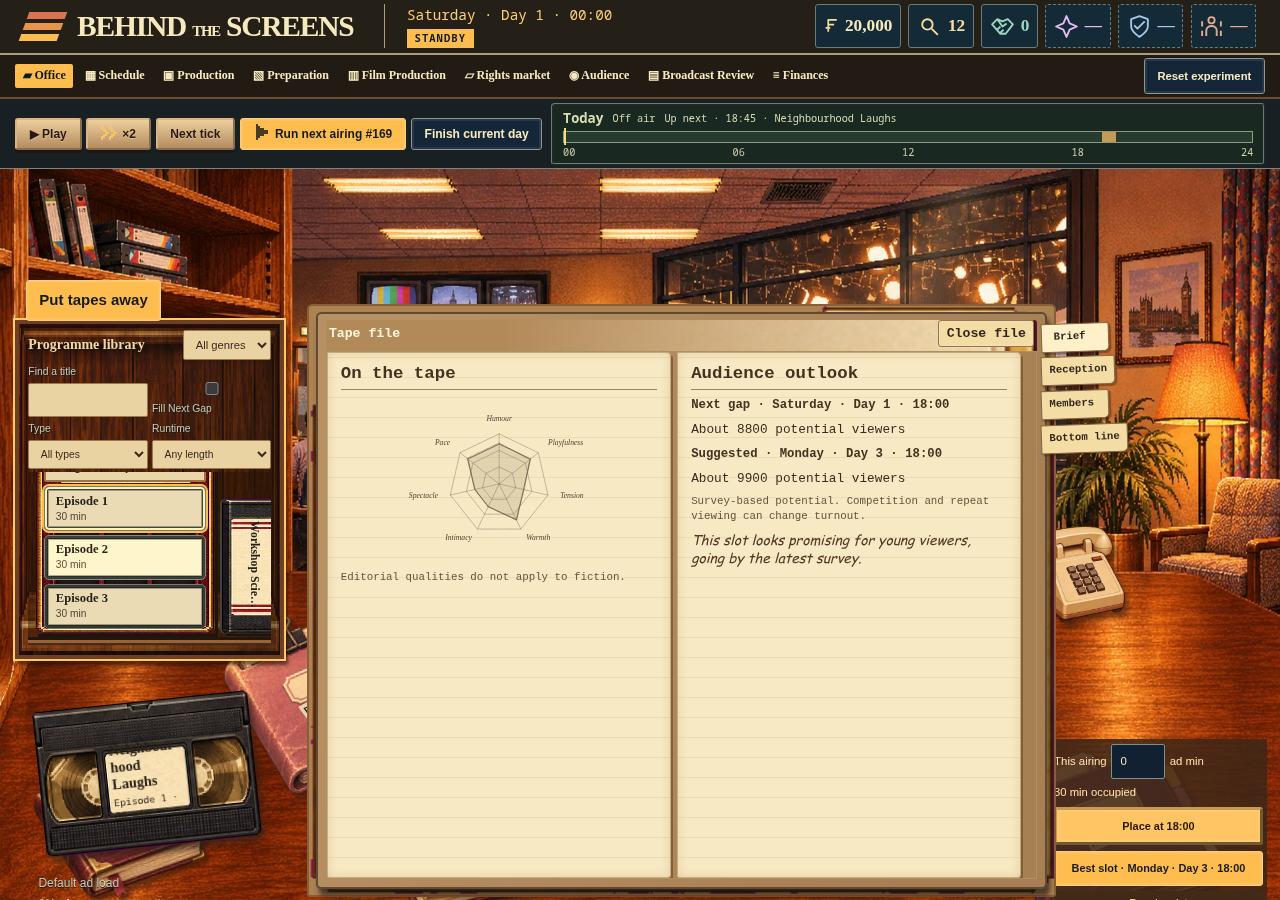 BEHIND THE SCREENS
Saturday · Day 1 · 00:00
STANDBY
20,000
12
0
—
—
—
Office
Schedule
Production
Preparation
Film Production
Rights market
Audience
Broadcast Review
Finances
Reset experiment
Play
×2
Next tick
Run next airing #169
Finish current day
Today Off air Up next · 18:45 · Neighbourhood Laughs
00 06 12 18 24
Put tapes away
Programme library
All genres
Find a title
Fill Next Gap
Type
Runtime
All types
Any length
Episode 1
30 min
Episode 2
30 min
Episode 3
30 min
Workshop Scie..
hood
Laughs
Episode 1 ·
Default ad load
Tape file
Close file
On the tape
Humour
Playfulness
Tension
Warmth
Intimacy
Spectacle
Pace
Editorial qualities do not apply to fiction.
Audience outlook
Next gap · Saturday · Day 1 · 18:00
About 8800 potential viewers
Suggested · Monday · Day 3 · 18:00
About 9900 potential viewers
Survey-based potential. Competition and repeat
viewing can change turnout.
This slot looks promising for young viewers,
going by the latest survey.
Brief
Reception
Members
Bottom line
This airing 0 ad min
30 min occupied
Place at 18:00
Best slot · Monday · Day 3 · 18:00